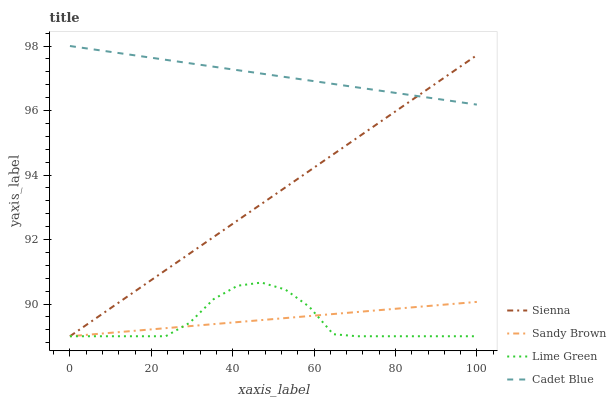 title
yaxis_label
98
96
94
92
90
0
20
40
60
80
100
xaxis_label
Sienna
Sandy Brown
Lime Green
Cadet Blue